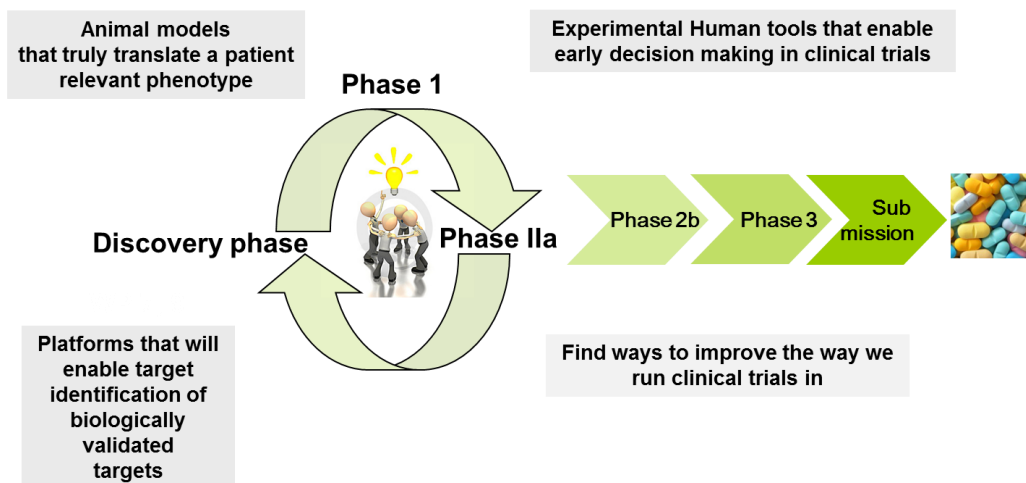 Animal models
that truly translate a patient
relevant phenotype
Experimental Human tools that enable
early decision making in clinical trials
Phase 1
Discovery phase
Phase IIa
Phase 2b
Phase 3
Sub
mission
Platforms that will
enable target
identification of
biologically
validated
targets
Find ways to improve the way we
run clinical trials in